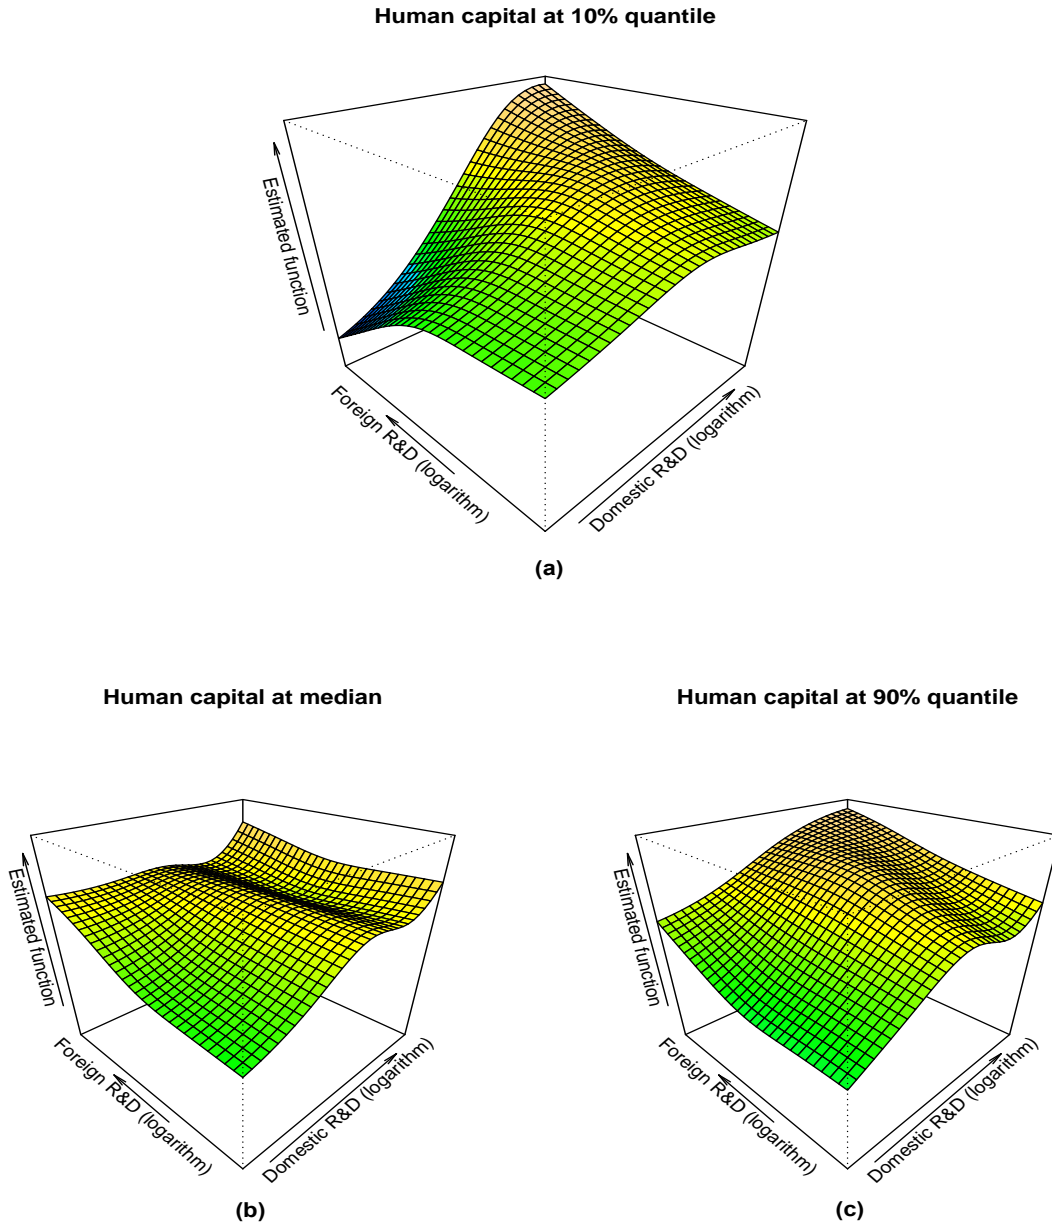 Human capital at 10% quantile
Estimated function
Foreign R&D (logarithm)
Domestic R&D (logarithm)
(a)
Human capital at median
Estimated function
Foreign R&D (logarithm)
Domestic R&D (logarithm)
(b)
Human capital at 90% quantile
Estimated function
Foreign R&D (logarithm)
Domestic R&D (logarithm)
(c)